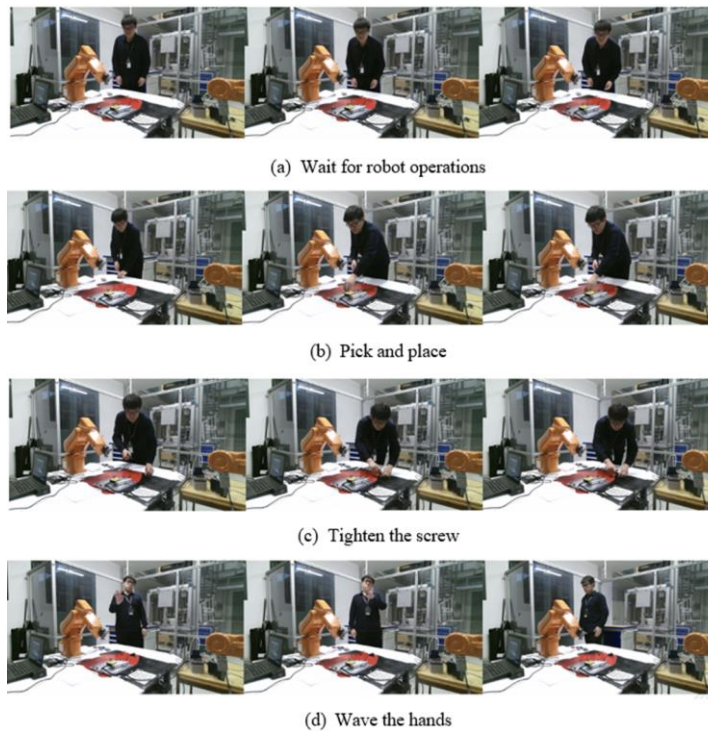 (a) Wait for robot operations
(b) Pick and place
(c) Tighten the screw
(d) Wave the hands